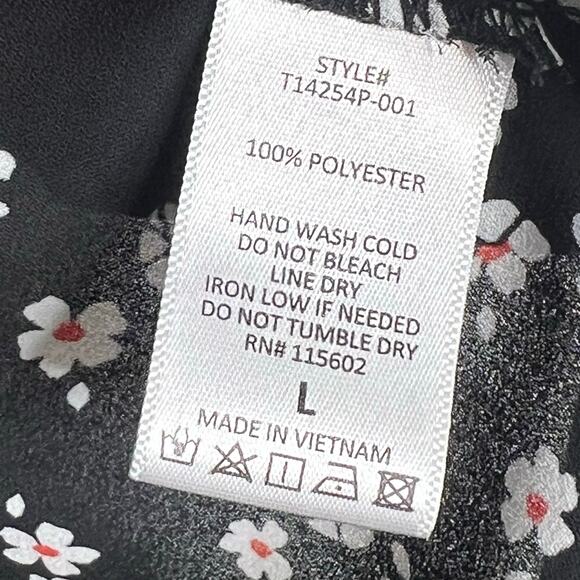 STYLE#
T14254P-001
100% POLYESTER
HAND WASH COLD
DO NOT BLEACH
LINE DRY
IRON LOW IF NEEDED
DO NOT TUMBLE DRY
RN# 115602
L
MADE IN VIETNAM